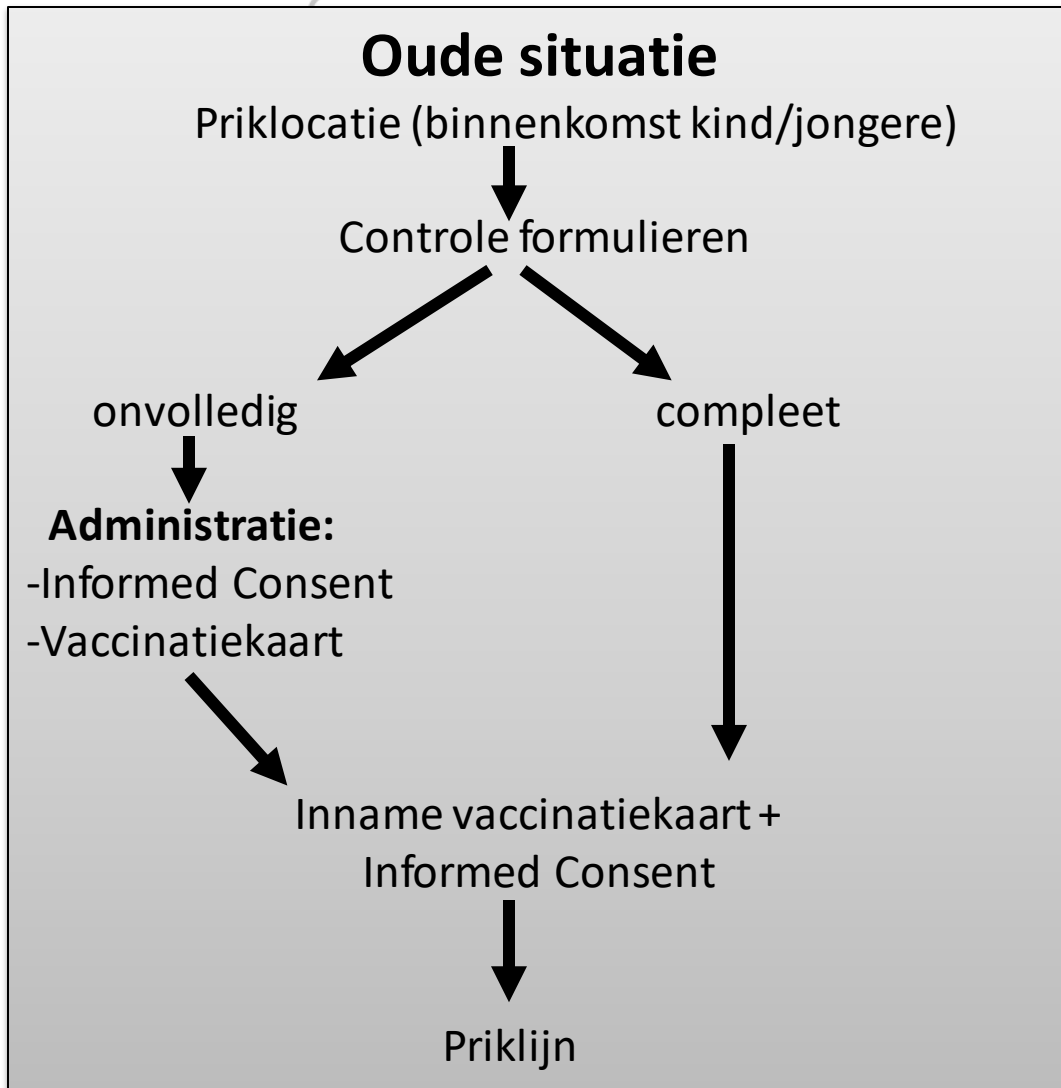 Oude situatie
Priklocatie (binnenkomst kind/jongere)
Controle formulieren
onvolledig
compleet
Administratie:
-Informed Consent
-Vaccinatiekaart
Inname vaccinatiekaart +
Informed Consent
Priklijn